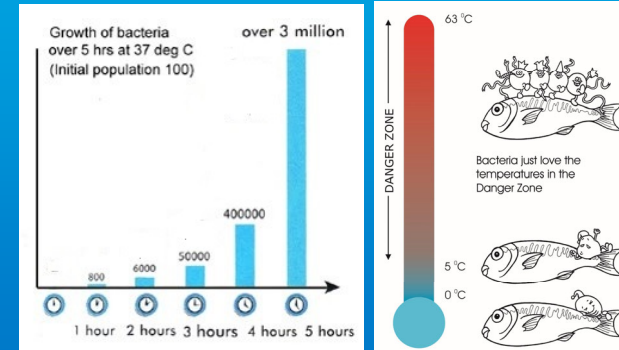 Growth of bacteria
over 5 hrs at 37 deg C
(Initial population 100)
over 3 million
400000
50000
6000
800
1 hour 2 hours 3 hours 4 hours 5 hours
63 °C
DANGER ZONE
Bacteria just love the
temperatures in the
Danger Zone
5 °C
0 °C